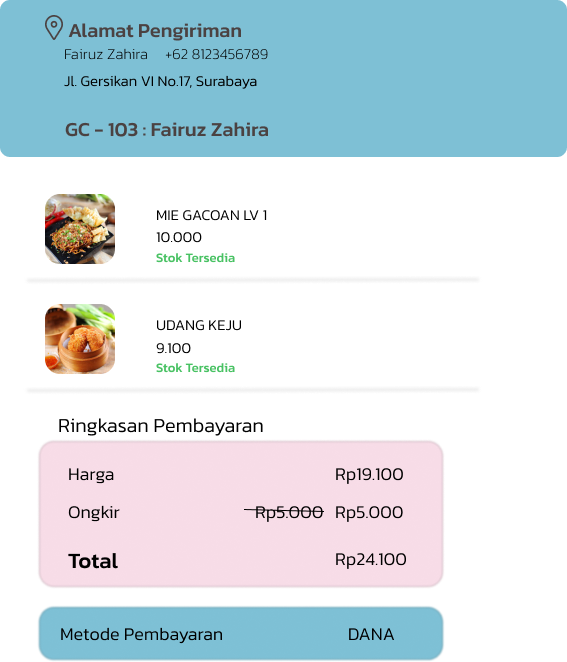 Alamat Pengiriman
Fairuz Zahira +62 8123456789
Jl. Gersikan VI No.17, Surabaya
GC - 103 : Fairuz Zahira
MIE GACOAN LV 1
10.000
Stok Tersedia
UDANG KEJU
9.100
Stok Tersedia
Ringkasan Pembayaran
Harga Rp19.100
Ongkir Rp5.000 Rp5.000
Total Rp24.100
Metode Pembayaran DANA